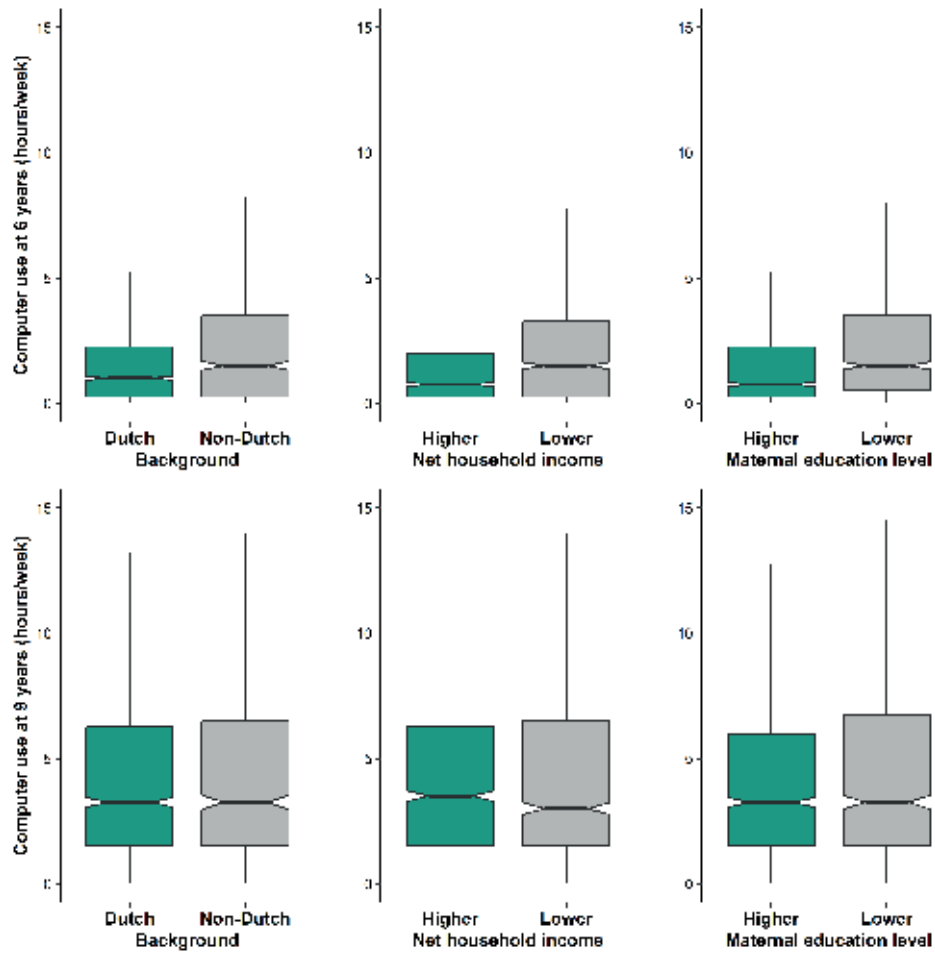 Computer use at 6 years (hours/week)
15
10
5
0
Dutch Non-Dutch
Background
15
10
5
0
Higher Lower
Net household income
15
10
5
0
Higher Lower
Maternal education level
Computer use at 9 years (hours/week)
15
10
5
0
Dutch Non-Dutch
Background
15
10
5
0
Higher Lower
Net household income
15
10
5
0
Higher Lower
Maternal education level